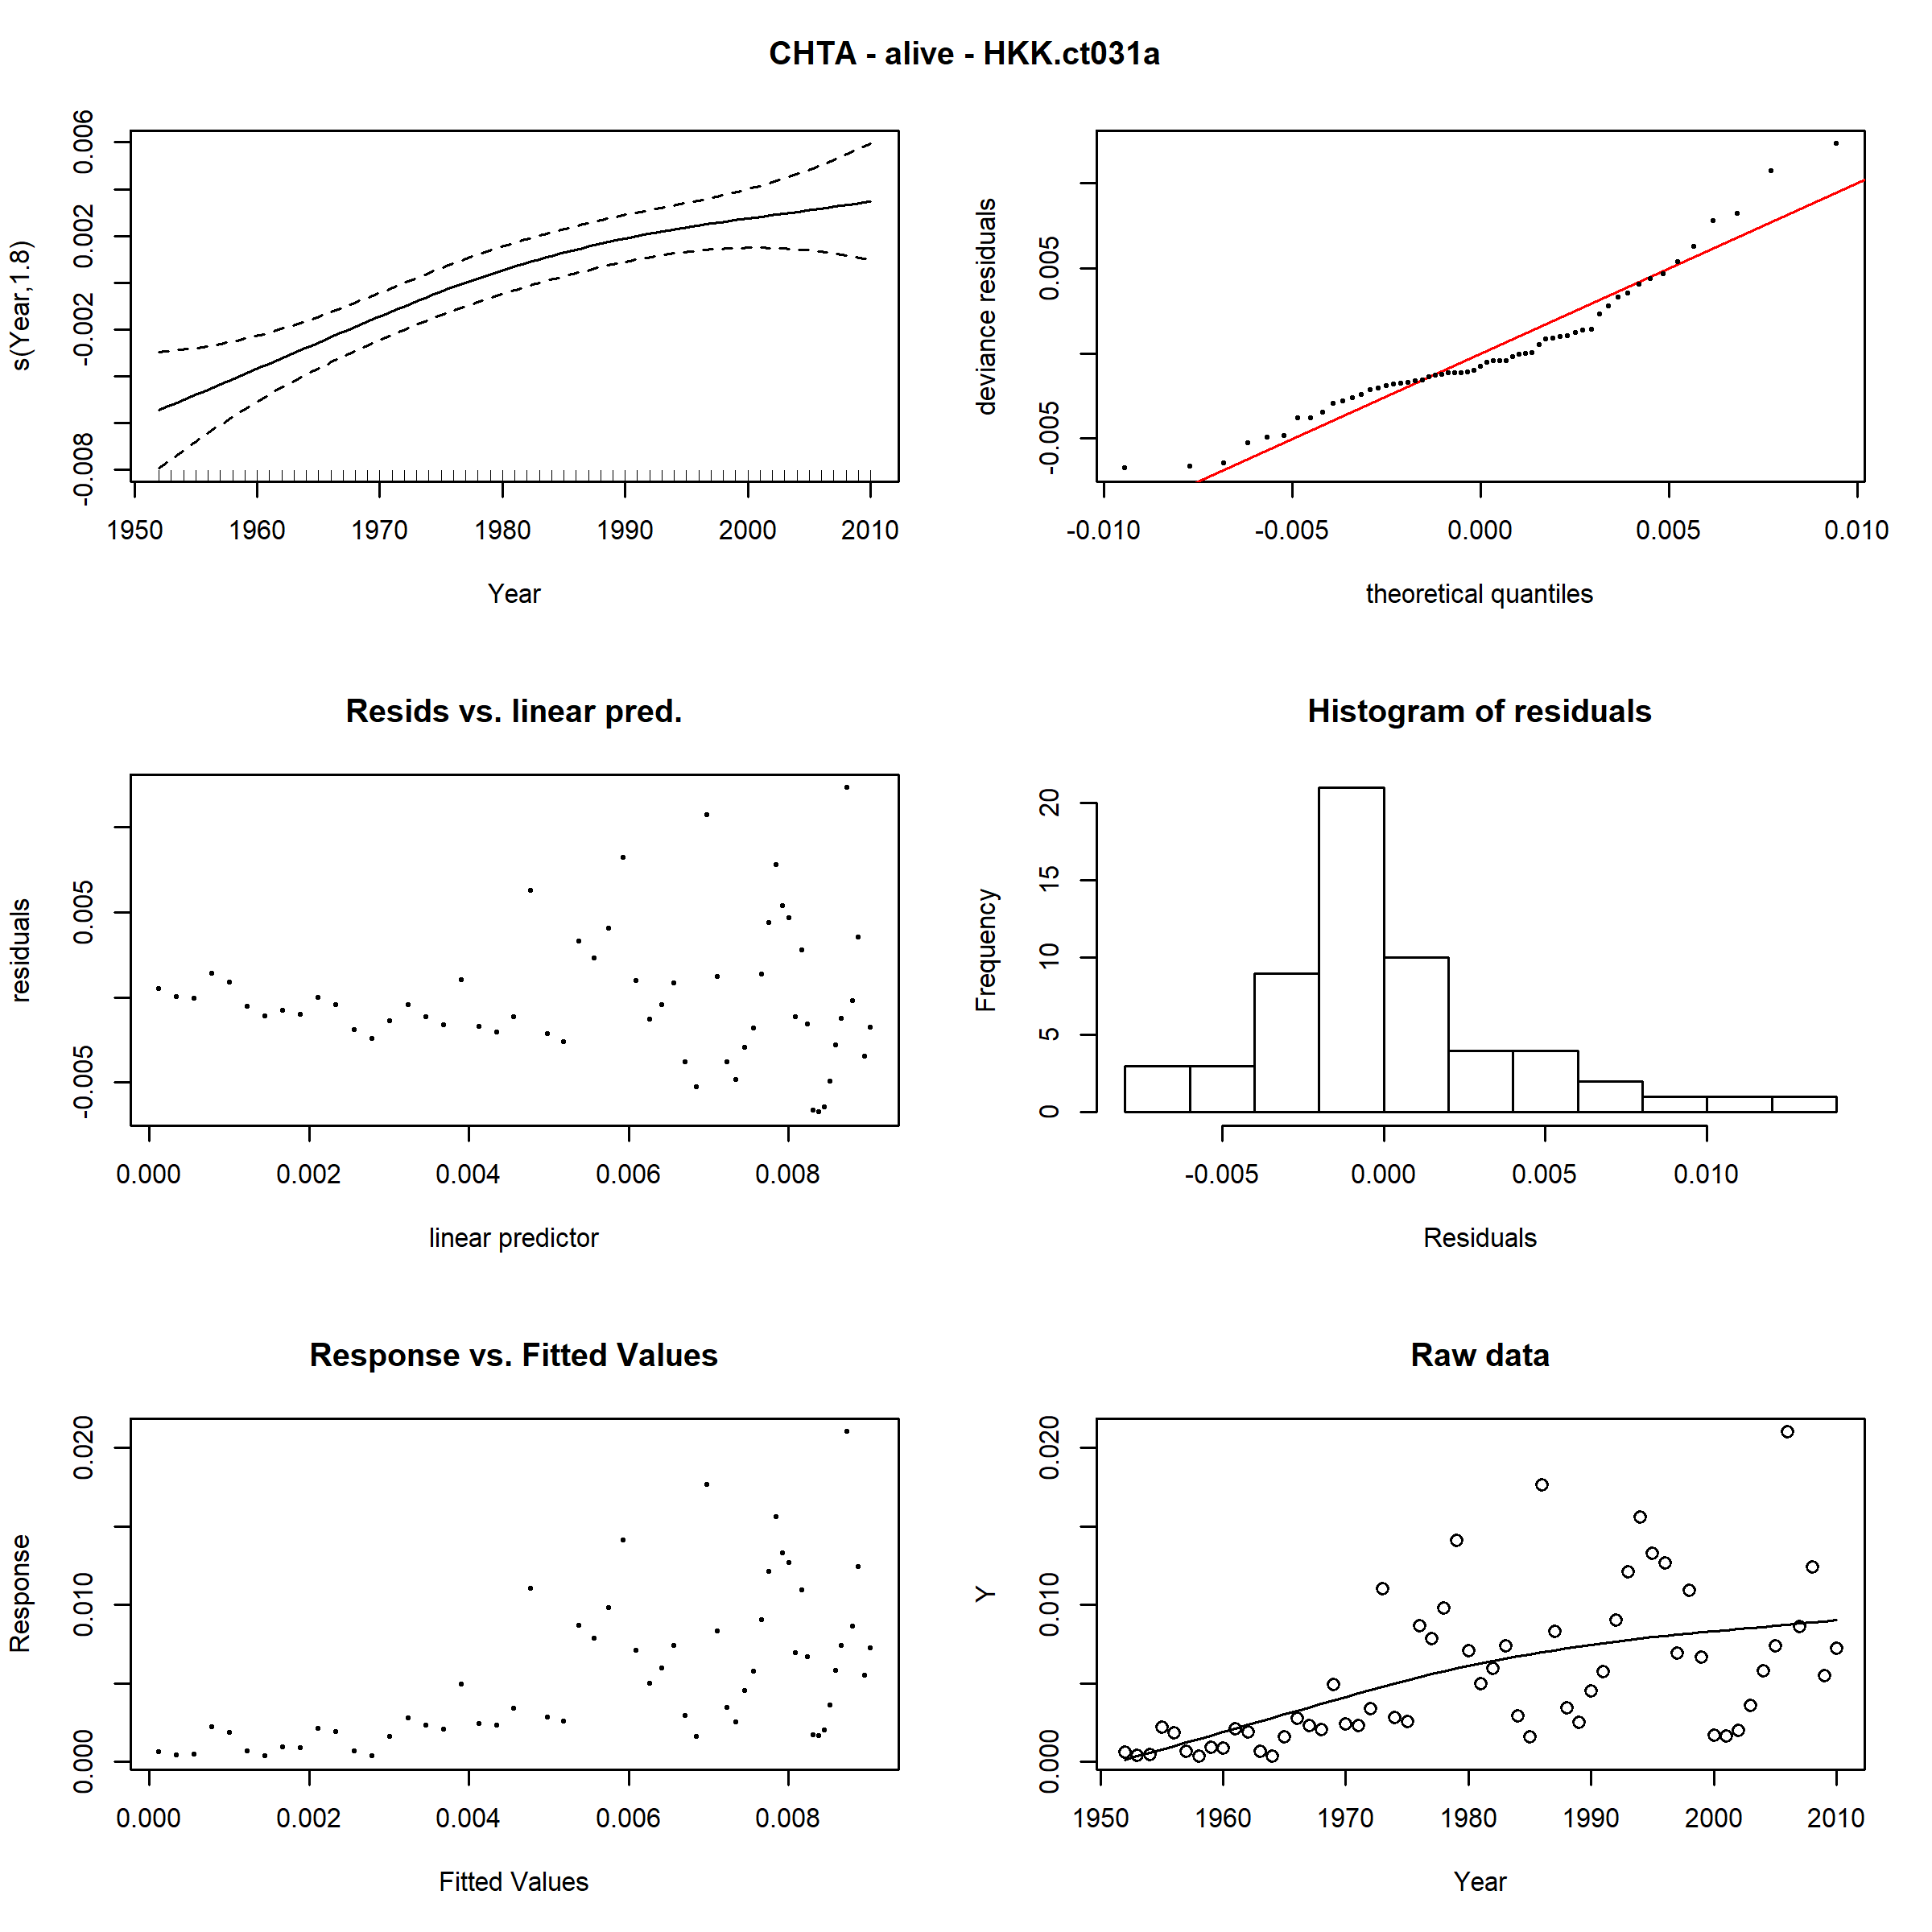 CHTA - alive - HKK.ct031a
s(Year,1.8)
0.006
0.002
-0.002
-0.008
1950 1960 1970 1980 1990 2000 2010
Year
deviance residuals
0.005
-0.005
-0.010 -0.005 0.000 0.005 0.010
theoretical quantiles
Resids vs. linear pred.
residuals
0.005
-0.005
0.000 0.002 0.004 0.006 0.008
linear predictor
Histogram of residuals
Frequency
20
15
10
5
0
-0.005 0.000 0.005 0.010
Residuals
Response vs. Fitted Values
Response
0.020
0.010
0.000
0.000 0.002 0.004 0.006 0.008
Fitted Values
Raw data
Y
0.020
0.010
0.000
1950 1960 1970 1980 1990 2000 2010
Year